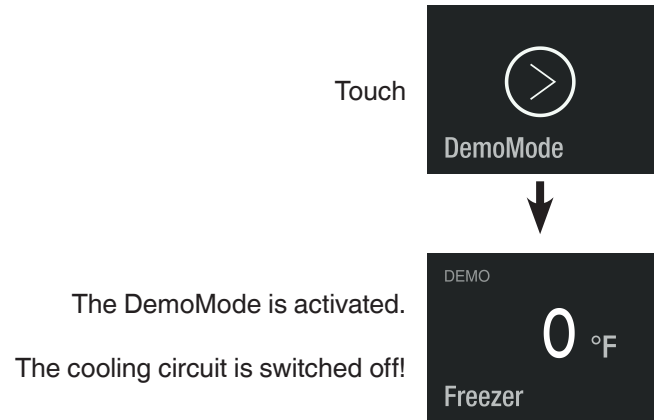 Touch
DemoMode
DEMO
The DemoMode is activated.
0 °F
The cooling circuit is switched off!
Freezer